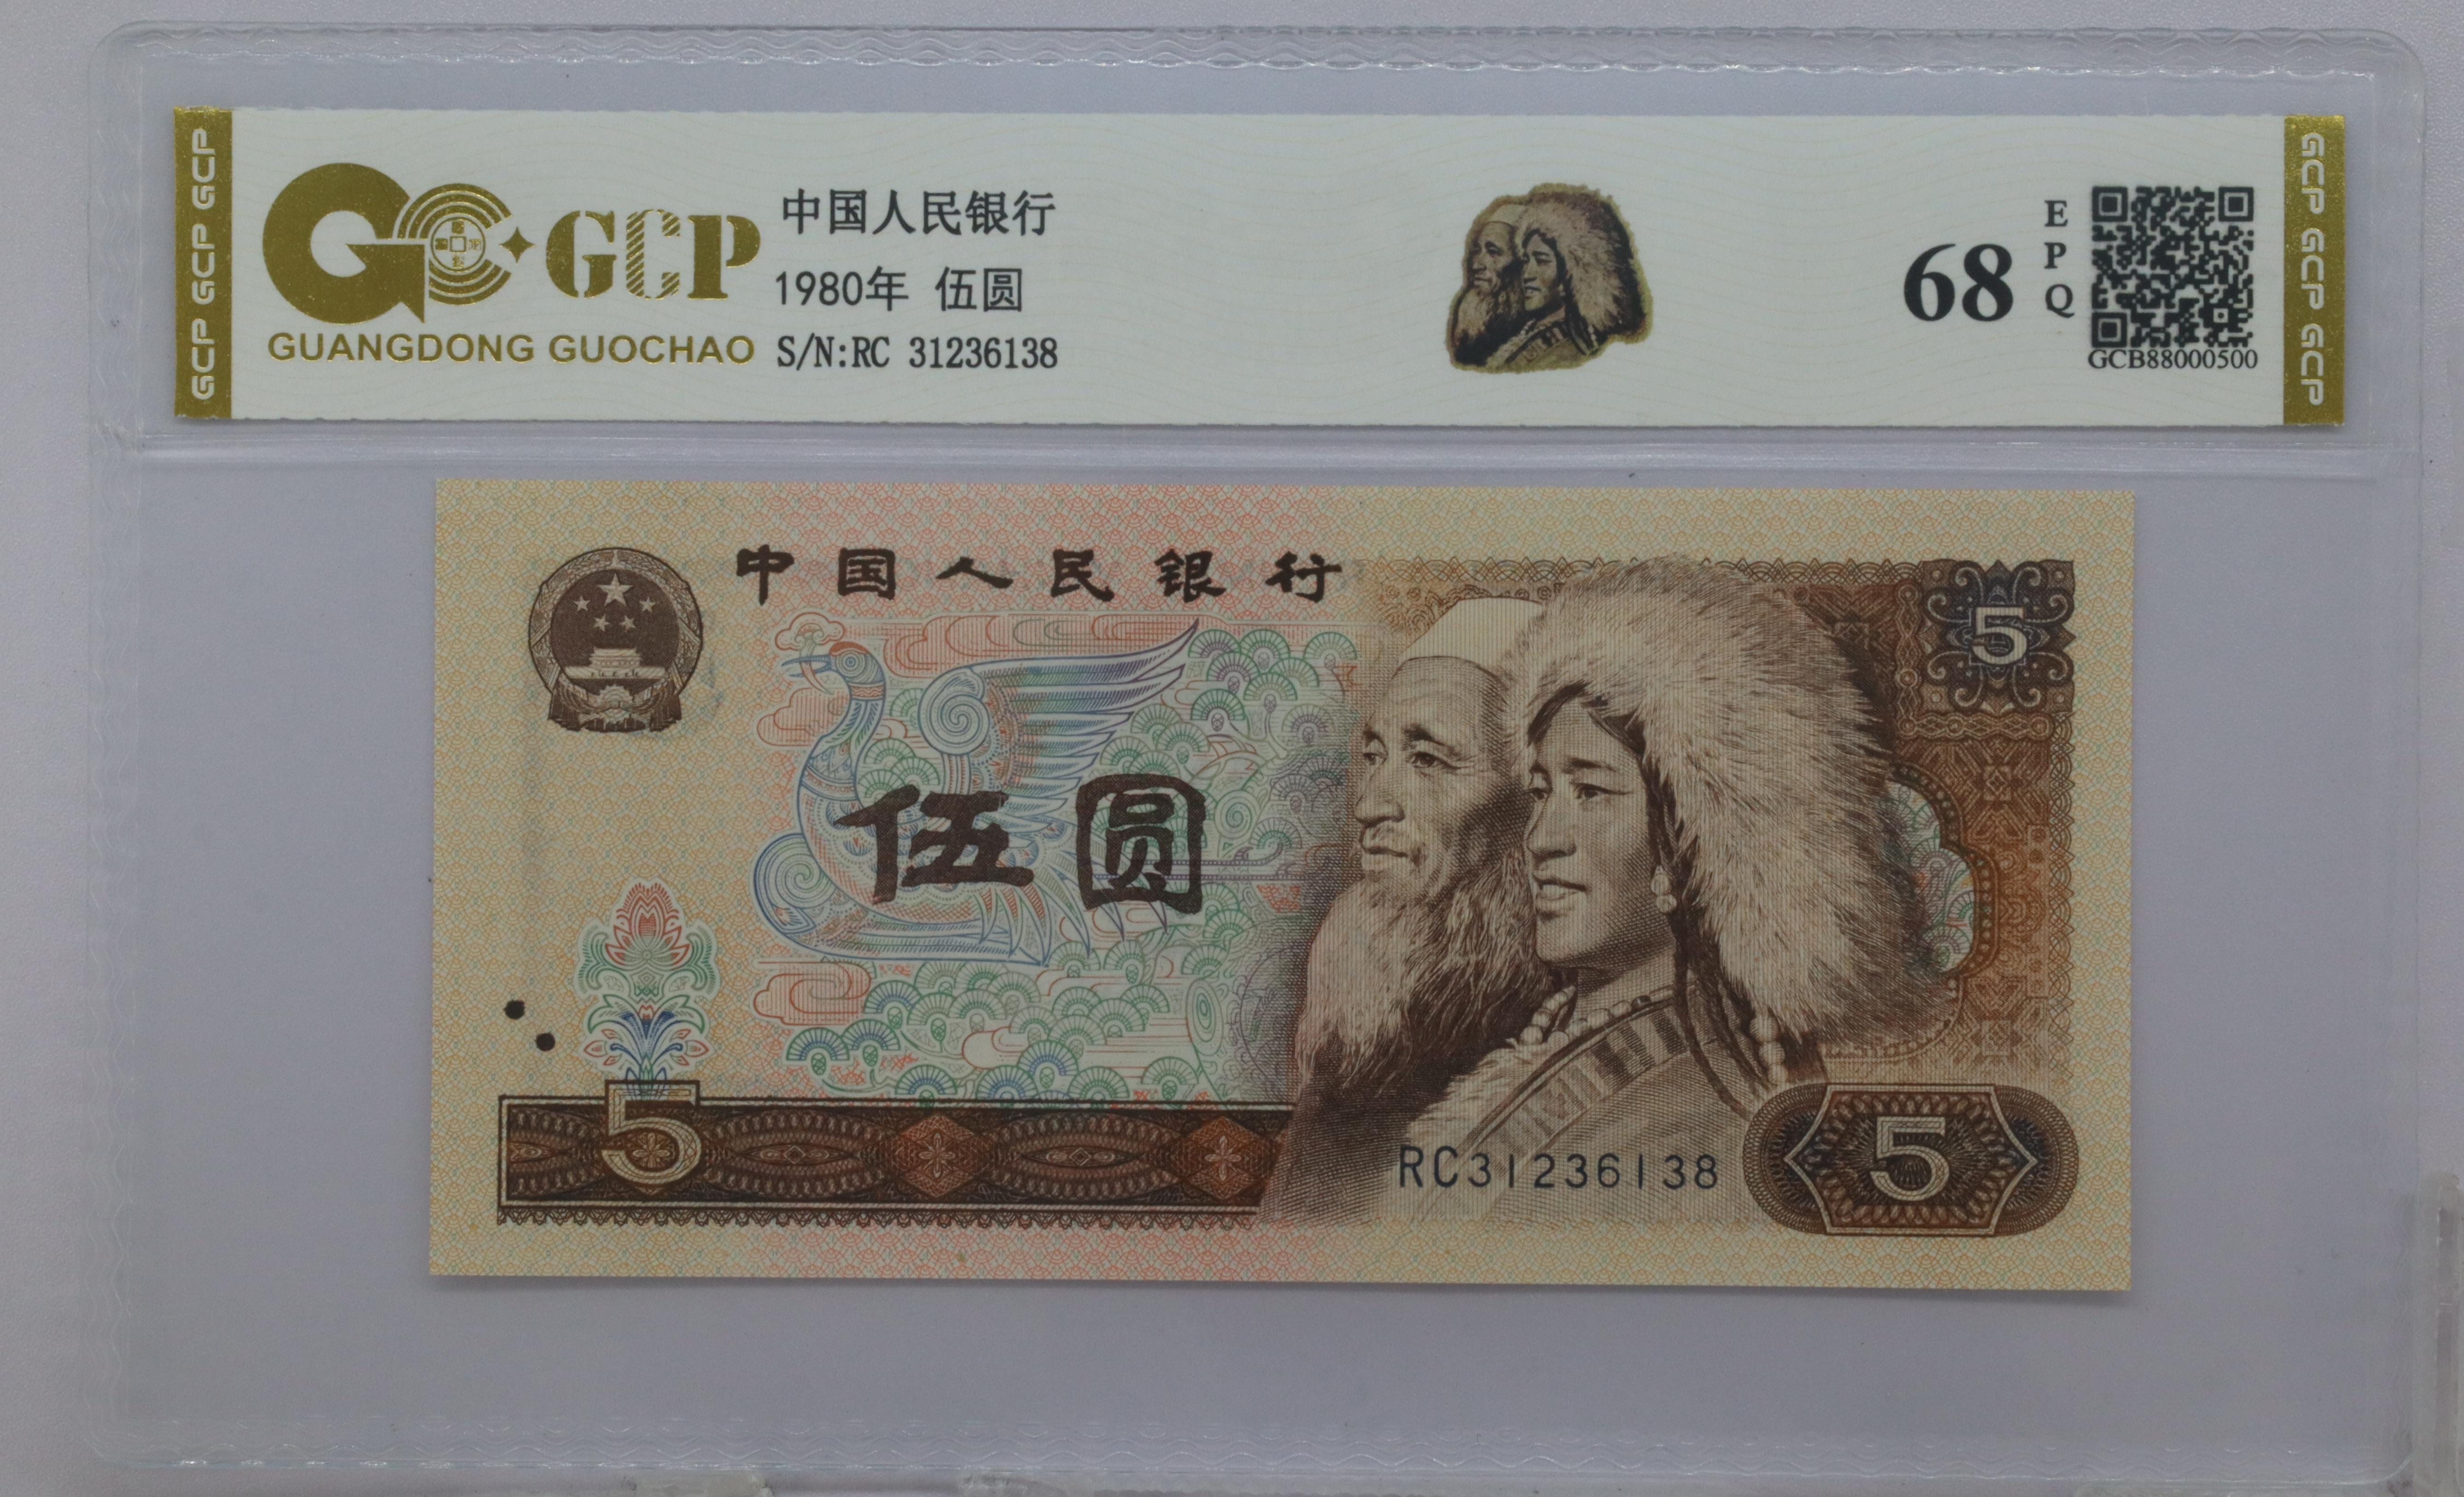 GCP GCP GCP
GCP
GUANGDONG GUOCHAO
中国人民银行
1980年 伍圆
S/N:RC 31236138
68
E
P
Q
GCB88000500
GCP GCP GCP
中国人民银行
5
伍圆
5
RC31236138
5